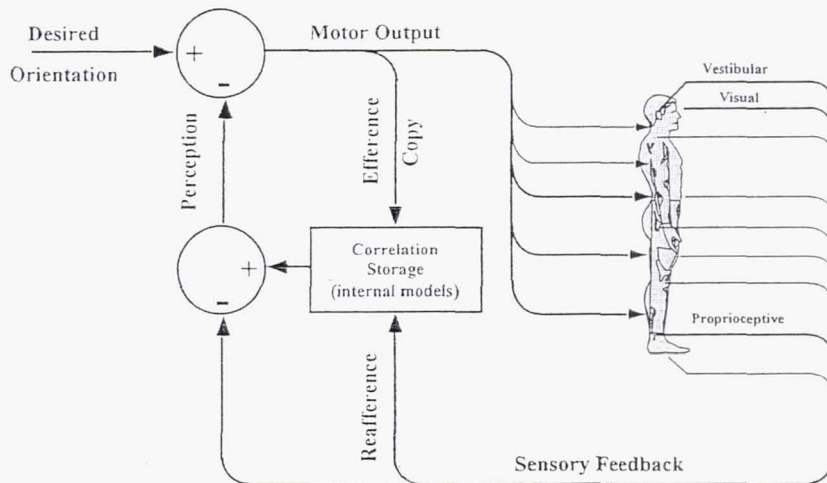 Desired
Orientation
+
-
Motor Output
Perception
Efference
Copy
Vestibular
Visual
+
-
Correlation
Storage
(internal models)
Proprioceptive
Reafference
Sensory Feedback